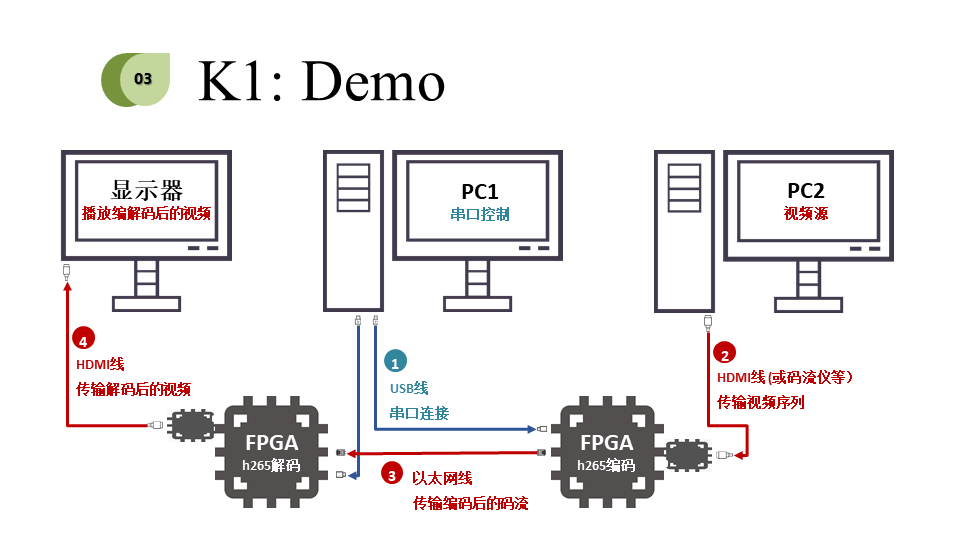 03
K1: Demo
显示器
播放编解码后的视频
PC1
串口控制
PC2
视频源
4
HDMI线
传输解码后的视频
1
USB线
串口连接
2
HDMI线 (或码流仪等）
传输视频序列
FPGA
h265解码
FPGA
h265编码
3
以太网线
传输编码后的码流